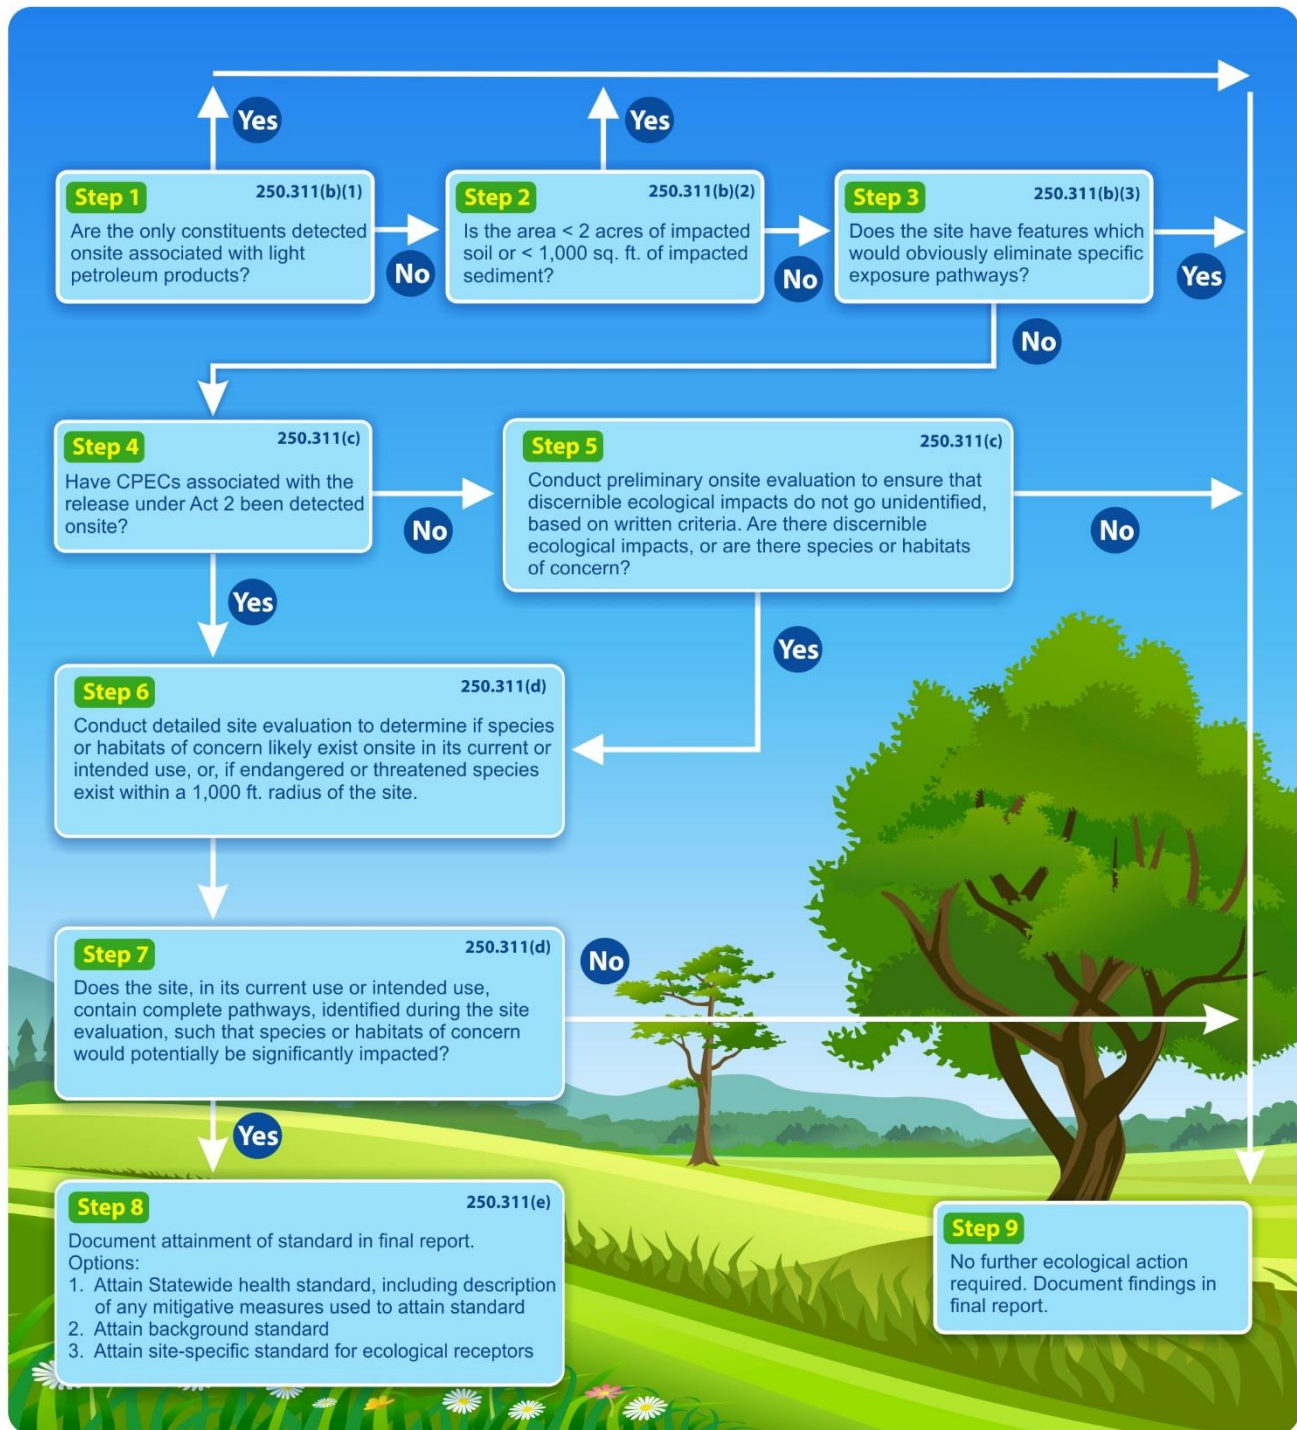 Yes
Yes
Step 1
250.311(b)(1)
Are the only constituents detected
onsite associated with light
petroleum products?
No
Step 2
250.311(b)(2)
Is the area < 2 acres of impacted
soil or < 1,000 sq. ft. of impacted
sediment?
No
Step 3
250.311(b)(3)
Does the site have features which
would obviously eliminate specific
exposure pathways?
Yes
No
Step 4
250.311(c)
Have CPECs associated with the
release under Act 2 been detected
onsite?
No
Yes
Step 5
250.311(c)
Conduct preliminary onsite evaluation to ensure that
discernible ecological impacts do not go unidentified,
based on written criteria. Are there discernible
ecological impacts, or are there species or habitats
of concern?
No
Yes
Step 6
250.311(d)
Conduct detailed site evaluation to determine if species
or habitats of concern likely exist onsite in its current or
intended use, or, if endangered or threatened species
exist within a 1,000 ft. radius of the site.
Step 7
250.311(d)
Does the site, in its current use or intended use,
contain complete pathways, identified during the site
evaluation, such that species or habitats of concern
would potentially be significantly impacted?
No
Yes
Step 8
250.311(e)
Document attainment of standard in final report.
Options:
1. Attain Statewide health standard, including description
of any mitigative measures used to attain standard
2. Attain background standard
3. Attain site-specific standard for ecological receptors
Step 9
No further ecological action
required. Document findings in
final report.